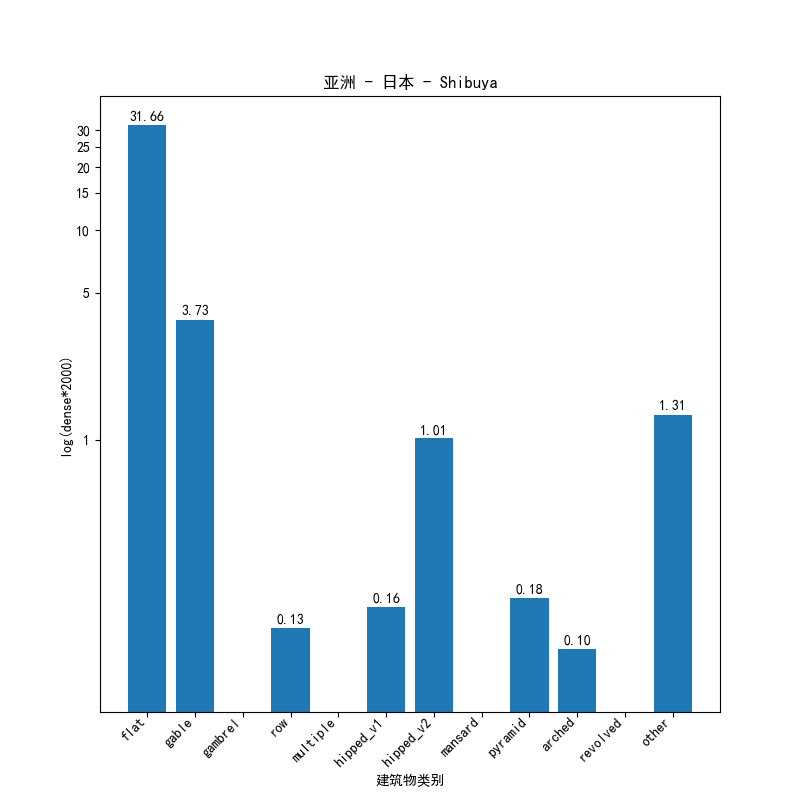 亚洲 - 日本 - Shibuya
31.66
30
25
20
15
10
5
3.73
1.31
1.01
1
0.18
0.16
0.13
0.10
log(dense*2000)
flat
gable
gambrel
row
multiple
hipped_v1
hipped_v2
mansard
pyramid
arched
revolved
other
建筑物类别